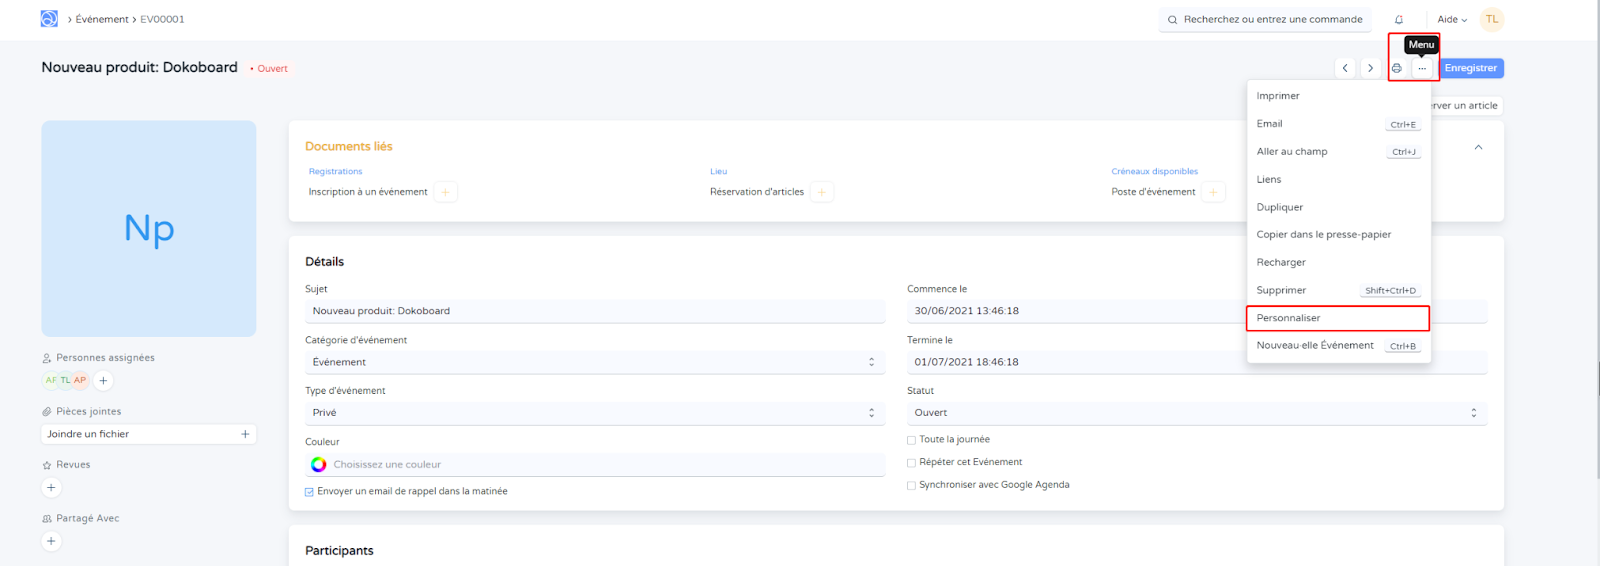 › Événement › EV00001
Recherchez ou entrez une commande
Aide
TL
Menu
Nouveau produit: Dokoboard
• Ouvert
...
Enregistrer
erver un article
Imprimer
Email Ctrl+E
Aller au champ Ctrl+J
Liens
Dupliquer
Copier dans le presse-papier
Recharger
Supprimer Shift+Ctrl+D
Personnaliser
Nouveau·elle Événement Ctrl+B
Np
Personnes assignées
AF TL AP +
Pièces jointes
Joindre un fichier +
Revues
+
Partagé Avec
+
Documents liés
Registrations
Inscription à un événement +
Lieu
Réservation d'articles +
Créneaux disponibles
Poste d'événement +
Détails
Sujet
Nouveau produit: Dokoboard
Catégorie d'événement
Événement
Type d'événement
Privé
Couleur
Choisissez une couleur
Envoyer un email de rappel dans la matinée
Commence le
30/06/2021 13:46:18
Termine le
01/07/2021 18:46:18
Statut
Ouvert
Toute la journée
Répéter cet Evénement
Synchroniser avec Google Agenda
Participants